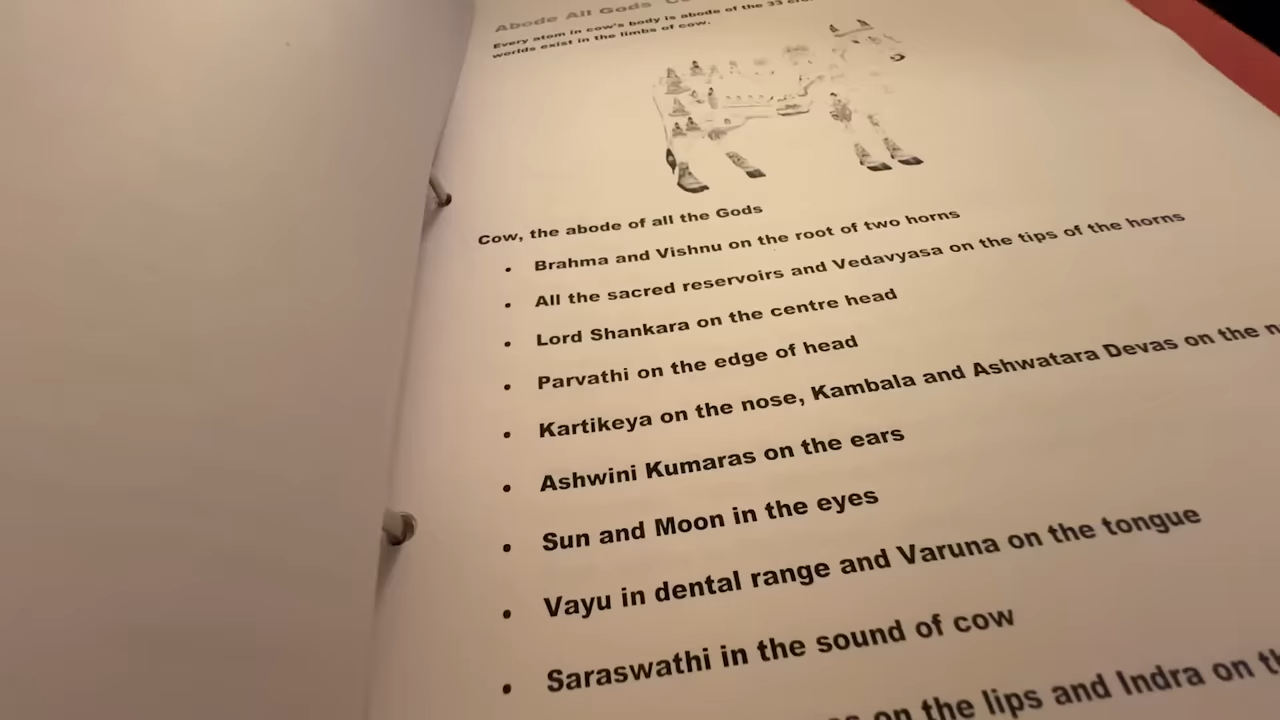 Abode All Gods
Every atom in cow's body is abode of the 33
worlds exist in the limbs of cow.
Cow, the abode of all the Gods
• Brahma and Vishnu on the root of two horns
• All the sacred reservoirs and Vedavyasa on the tips of the horns
• Lord Shankara on the centre head
• Parvathi on the edge of head
• Kartikeya on the nose, Kambala and Ashwatara Devas on the
• Ashwini Kumaras on the ears
• Sun and Moon in the eyes
• Vayu in dental range and Varuna on the tongue
• Saraswathi in the sound of cow
on the lips and Indra on